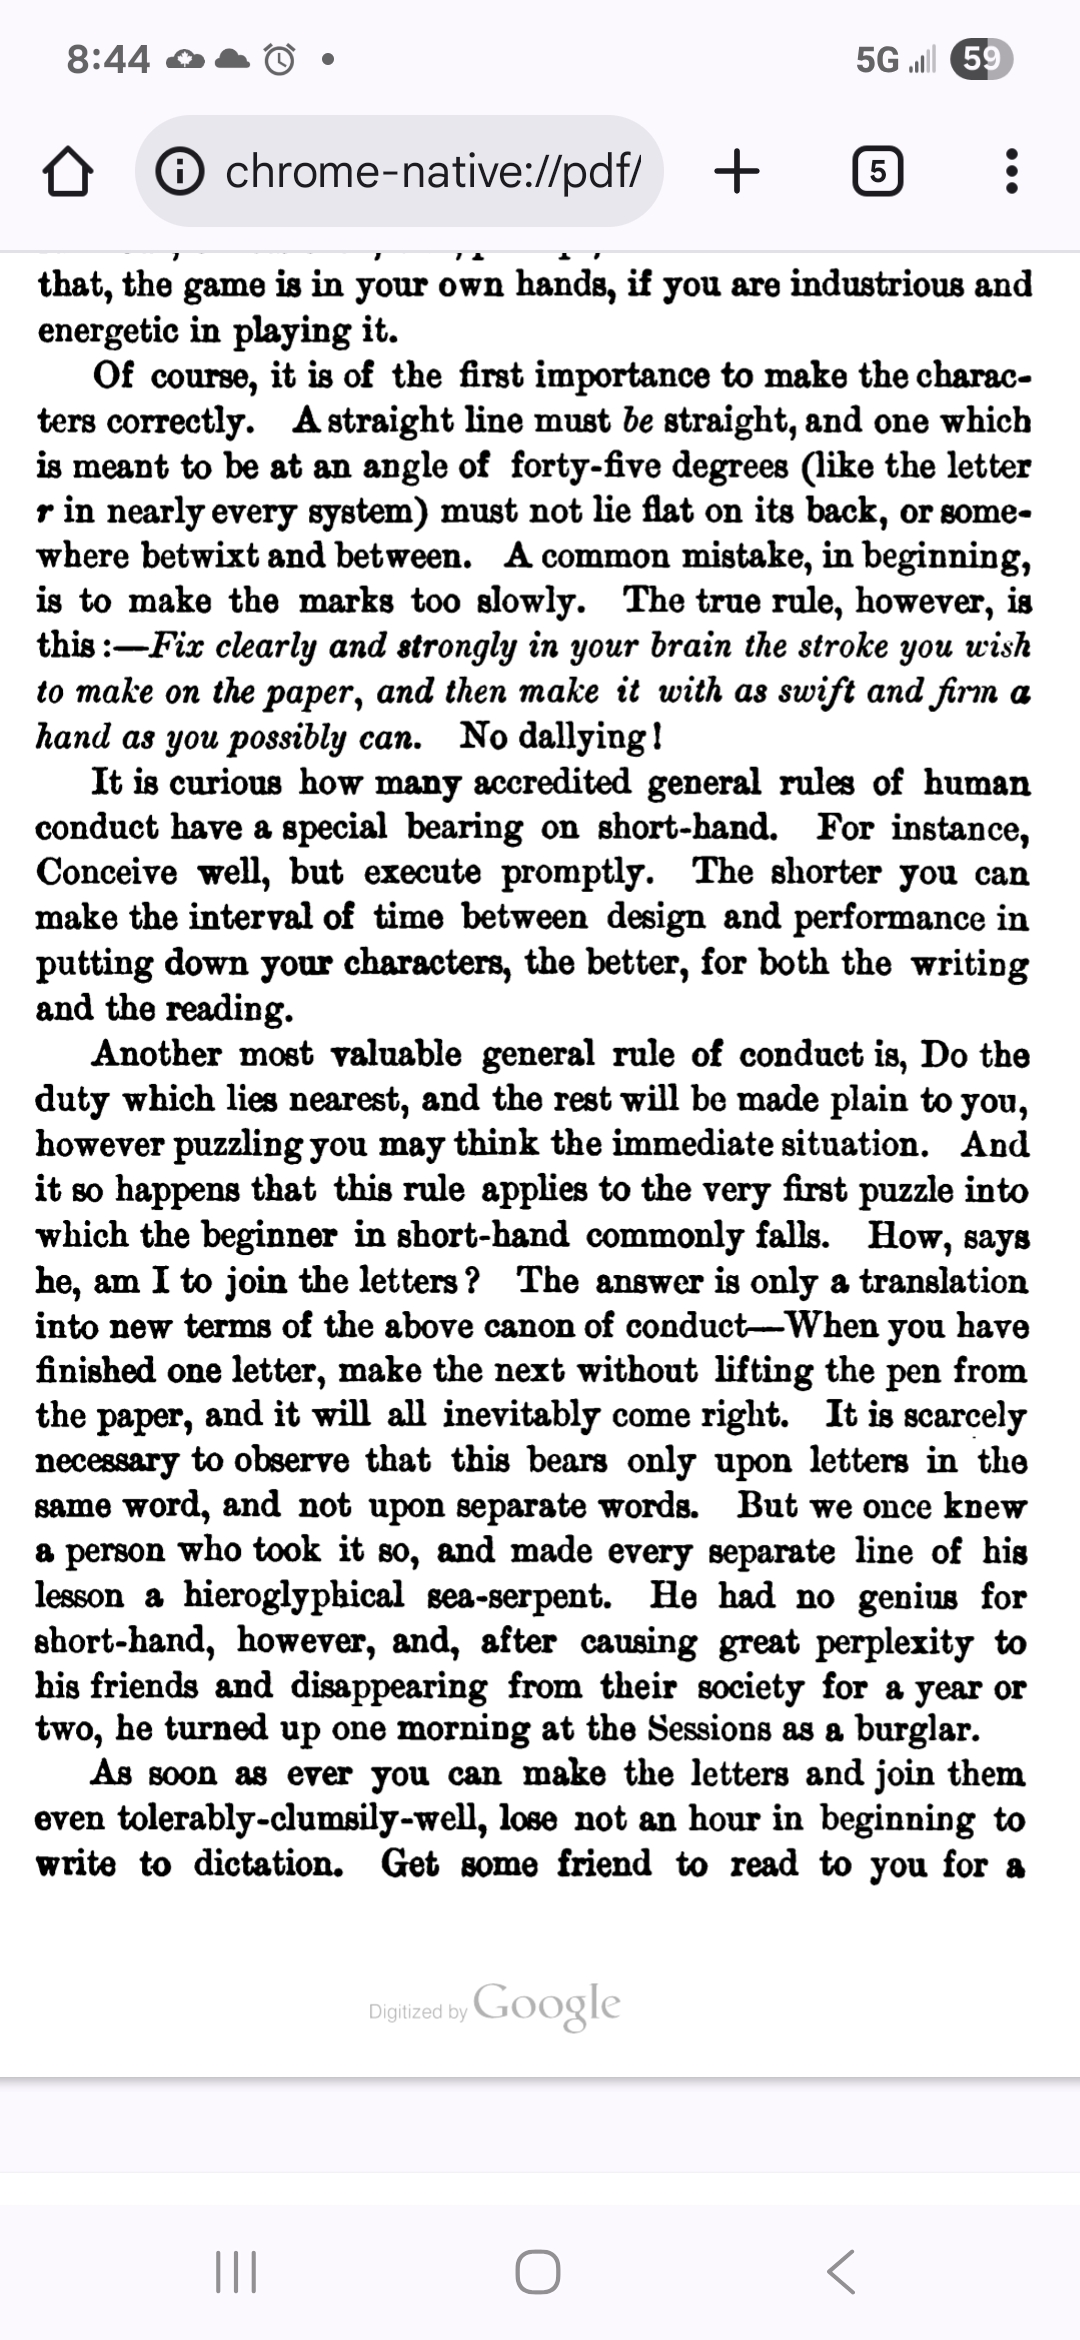 8:44
5G
59
chrome-native://pdf/
5
that, the game is in your own hands, if you are industrious and
energetic in playing it.
Of course, it is of the first importance to make the charac-
ters correctly. A straight line must be straight, and one which
is meant to be at an angle of forty-five degrees (like the letter
r in nearly every system) must not lie flat on its back, or some-
where betwixt and between. A common mistake, in beginning,
is to make the marks too slowly. The true rule, however, is
this :—Fix clearly and strongly in your brain the stroke you wish
to make on the paper, and then make it with as swift and firm a
hand as you possibly can. No dallying!
It is curious how many accredited general rules of human
conduct have a special bearing on short-hand. For instance,
Conceive well, but execute promptly. The shorter you can
make the interval of time between design and performance in
putting down your characters, the better, for both the writing
and the reading.
Another most valuable general rule of conduct is, Do the
duty which lies nearest, and the rest will be made plain to you,
however puzzling you may think the immediate situation. And
it so happens that this rule applies to the very first puzzle into
which the beginner in short-hand commonly falls. How, says
he, am I to join the letters? The answer is only a translation
into new terms of the above canon of conduct—When you have
finished one letter, make the next without lifting the pen from
the paper, and it will all inevitably come right. It is scarcely
necessary to observe that this bears only upon letters in the
same word, and not upon separate words. But we once knew
a person who took it so, and made every separate line of his
lesson a hieroglyphical sea-serpent. He had no genius for
short-hand, however, and, after causing great perplexity to
his friends and disappearing from their society for a year or
two, he turned up one morning at the Sessions as a burglar.
As soon as ever you can make the letters and join them
even tolerably-clumsily-well, lose not an hour in beginning to
write to dictation. Get some friend to read to you for a
Digitized by Google